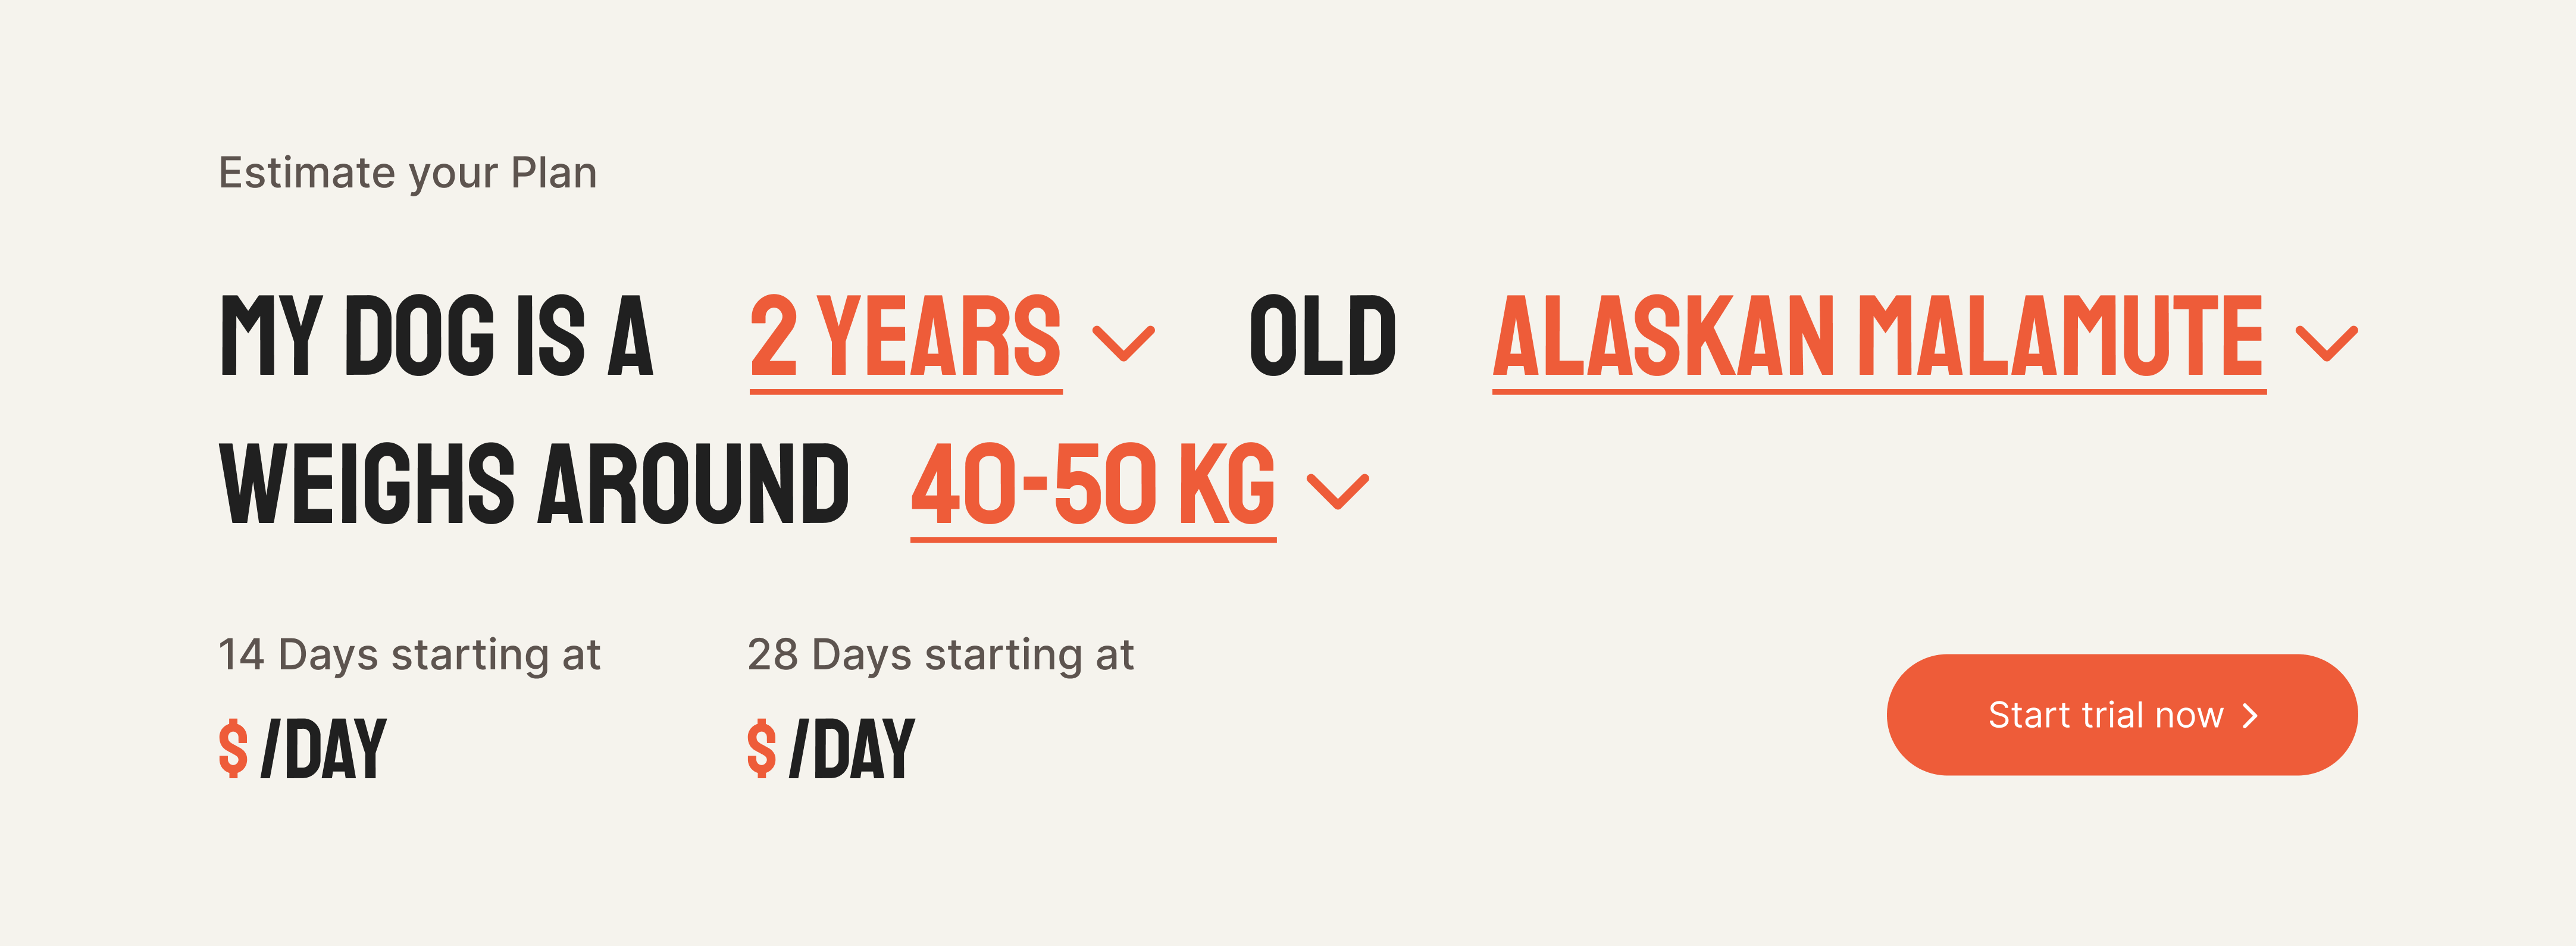 Estimate your Plan
MY DOG IS A 2 YEARS OLD ALASKAN MALAMUTE
WEIGHS AROUND 40-50 KG
14 Days starting at 28 Days starting at
$ /DAY $ /DAY
Start trial now